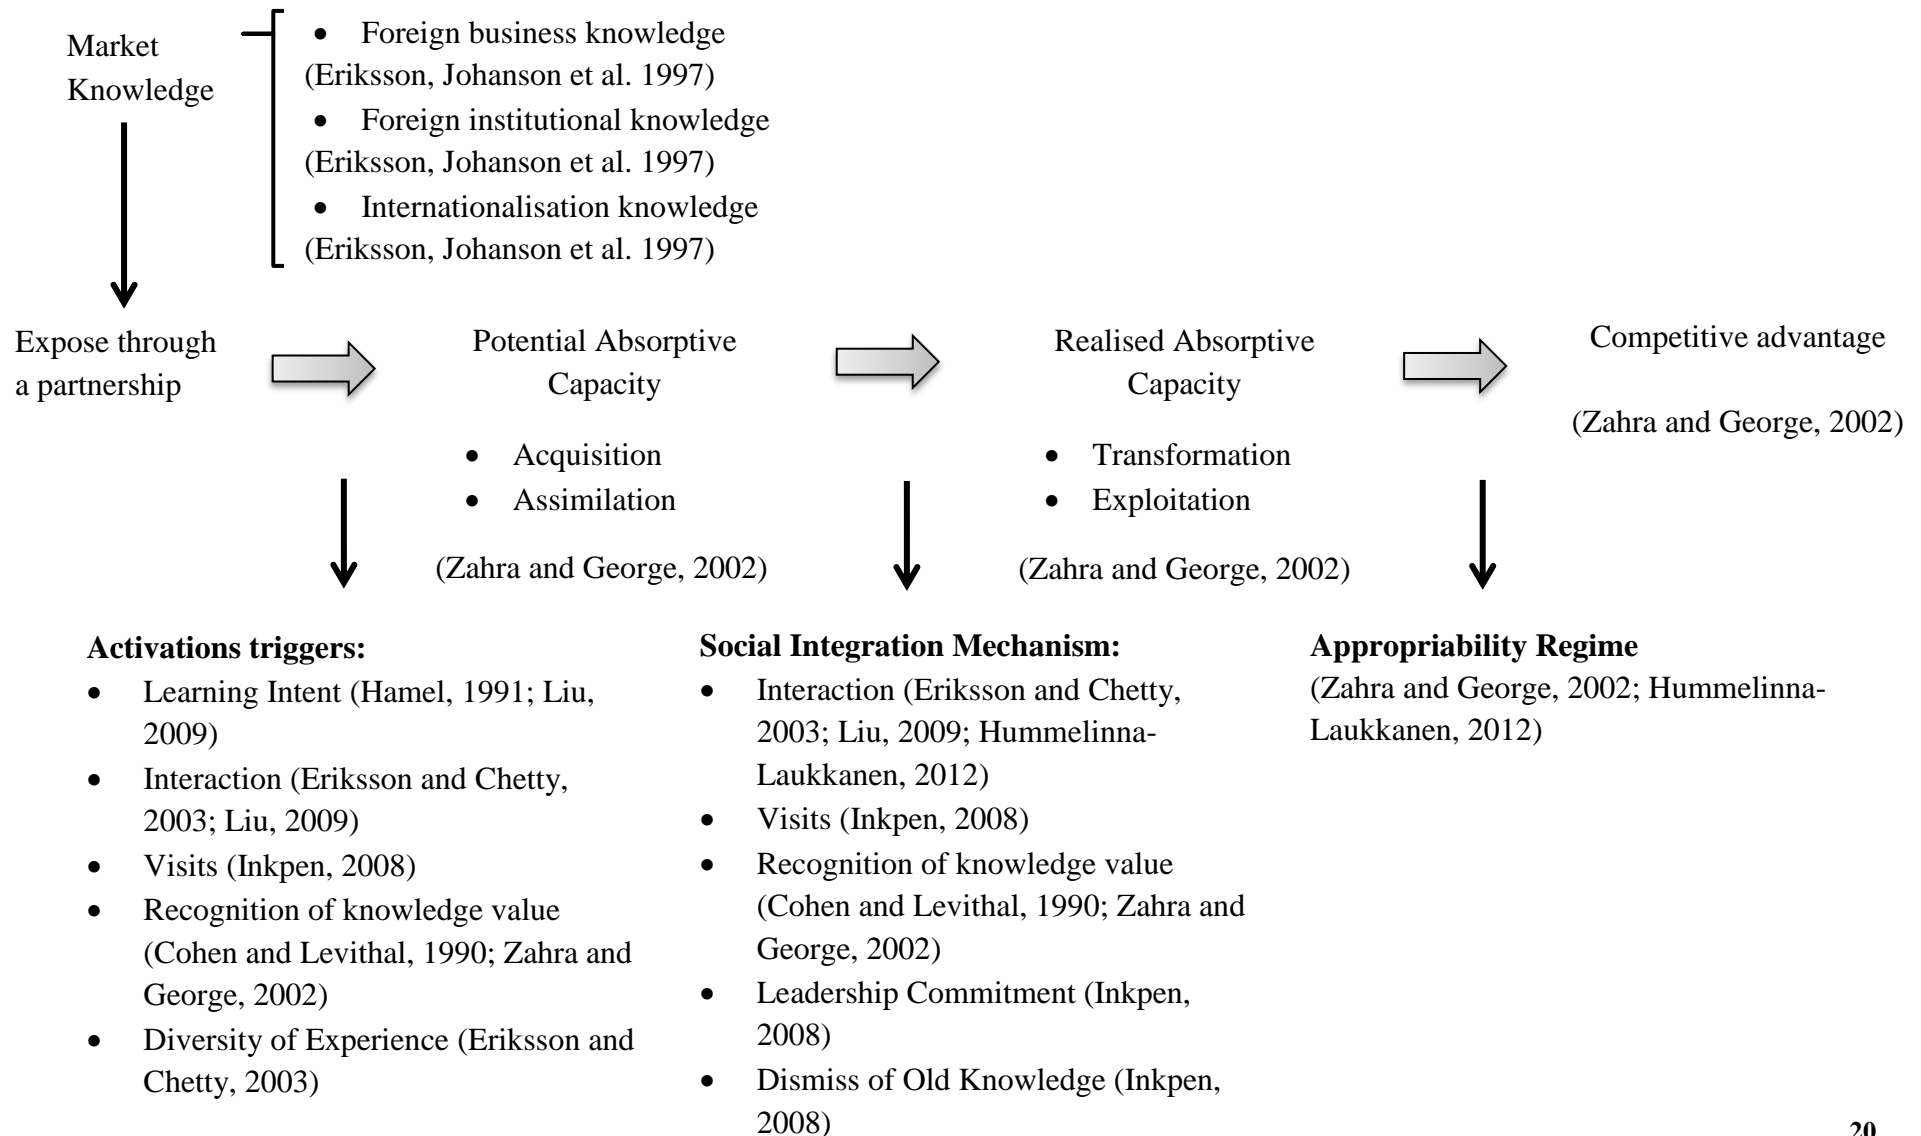 Market
Knowledge
• Foreign business knowledge
(Eriksson, Johanson et al. 1997)
• Foreign institutional knowledge
(Eriksson, Johanson et al. 1997)
• Internationalisation knowledge
(Eriksson, Johanson et al. 1997)
Expose through
a partnership
Potential Absorptive
Capacity
• Acquisition
• Assimilation
(Zahra and George, 2002)
Realised Absorptive
Capacity
• Transformation
• Exploitation
(Zahra and George, 2002)
Competitive advantage
(Zahra and George, 2002)
Activations triggers:
• Learning Intent (Hamel, 1991; Liu,
2009)
• Interaction (Eriksson and Chetty,
2003; Liu, 2009)
• Visits (Inkpen, 2008)
• Recognition of knowledge value
(Cohen and Levithal, 1990; Zahra and
George, 2002)
• Diversity of Experience (Eriksson and
Chetty, 2003)
Social Integration Mechanism:
• Interaction (Eriksson and Chetty,
2003; Liu, 2009; Hummelinna-
Laukkanen, 2012)
• Visits (Inkpen, 2008)
• Recognition of knowledge value
(Cohen and Levithal, 1990; Zahra and
George, 2002)
• Leadership Commitment (Inkpen,
2008)
• Dismiss of Old Knowledge (Inkpen,
2008)
Appropriability Regime
(Zahra and George, 2002; Hummelinna-
Laukkanen, 2012)
20